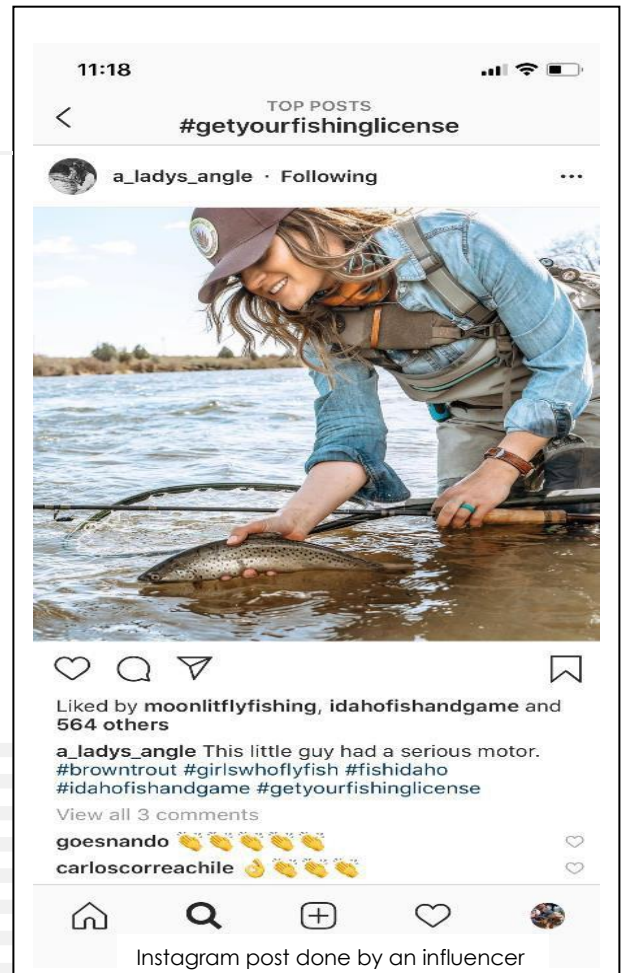 11:18
TOP POSTS
#getyourfishinglicense
a_ladys_angle · Following
Liked by moonlitflyfishing, idahofishandgame and
564 others
a_ladys_angle This little guy had a serious motor.
#browntrout #girlswhoflyfish #fishidaho
#idahofishandgame #getyourfishinglicense
View all 3 comments
goesnando 👏👏👏👏👏
carloscorreachile 👌👏👏👏
Instagram post done by an influencer